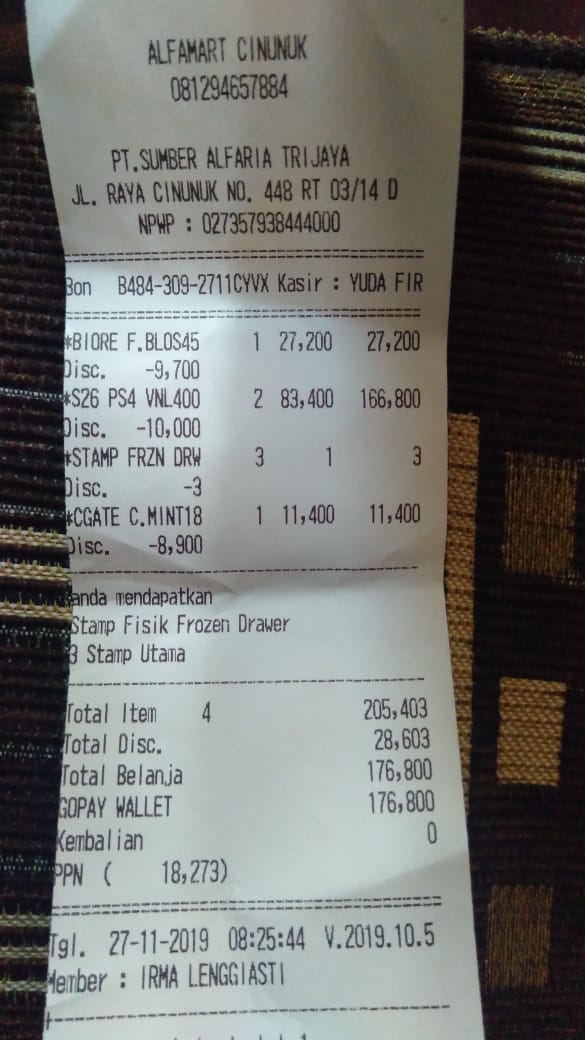 ALFAMART CINUNUK
081294657884
PT.SUMBER ALFARIA TRIJAYA
JL. RAYA CINUNUK NO. 448 RT 03/14 D
NPWP : 027357938444000
Bon B484-309-2711CYVX Kasir : YUDA FIR
*BIORE F.BLOS45 1 27,200 27,200
Disc. -9,700
*S26 PS4 VNL400 2 83,400 166,800
Disc. -10,000
*STAMP FRZN DRW 3 1 3
Disc. -3
*CGATE C.MINT18 1 11,400 11,400
Disc. -8,900
anda mendapatkan
Stamp Fisik Frozen Drawer
3 Stamp Utama
Total Item 4 205,403
Total Disc. 28,603
Total Belanja 176,800
GOPAY WALLET 176,800
Kembalian 0
PPN ( 18,273)
Tgl. 27-11-2019 08:25:44 V.2019.10.5
Member : IRMA LENGGIASTI